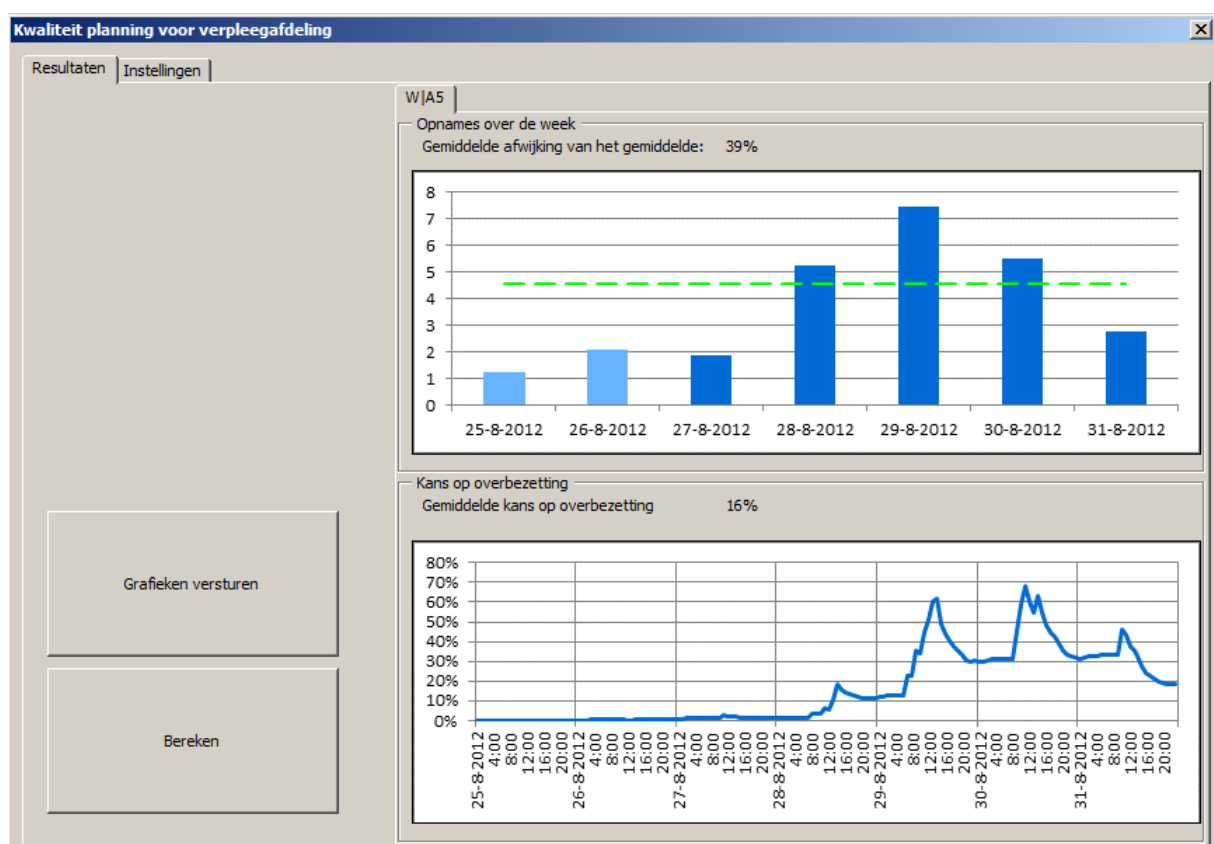 Kwaliteit planning voor verpleegafdeling
Resultaten Instellingen
W|A5
Opnames over de week
Gemiddelde afwijking van het gemiddelde: 39%
8
7
6
5
4
3
2
1
0
25-8-2012 26-8-2012 27-8-2012 28-8-2012 29-8-2012 30-8-2012 31-8-2012
Kans op overbezetting
Gemiddelde kans op overbezetting 16%
80%
70%
60%
50%
40%
30%
20%
10%
0%
25-8-2012 4:00 8:00 12:00 16:00 20:00 26-8-2012 4:00 8:00 12:00 16:00 20:00 27-8-2012 4:00 8:00 12:00 16:00 20:00 28-8-2012 4:00 8:00 12:00 16:00 20:00 29-8-2012 4:00 8:00 12:00 16:00 20:00 30-8-2012 4:00 8:00 12:00 16:00 20:00 31-8-2012 4:00 8:00 12:00 16:00 20:00
Grafieken versturen
Bereken